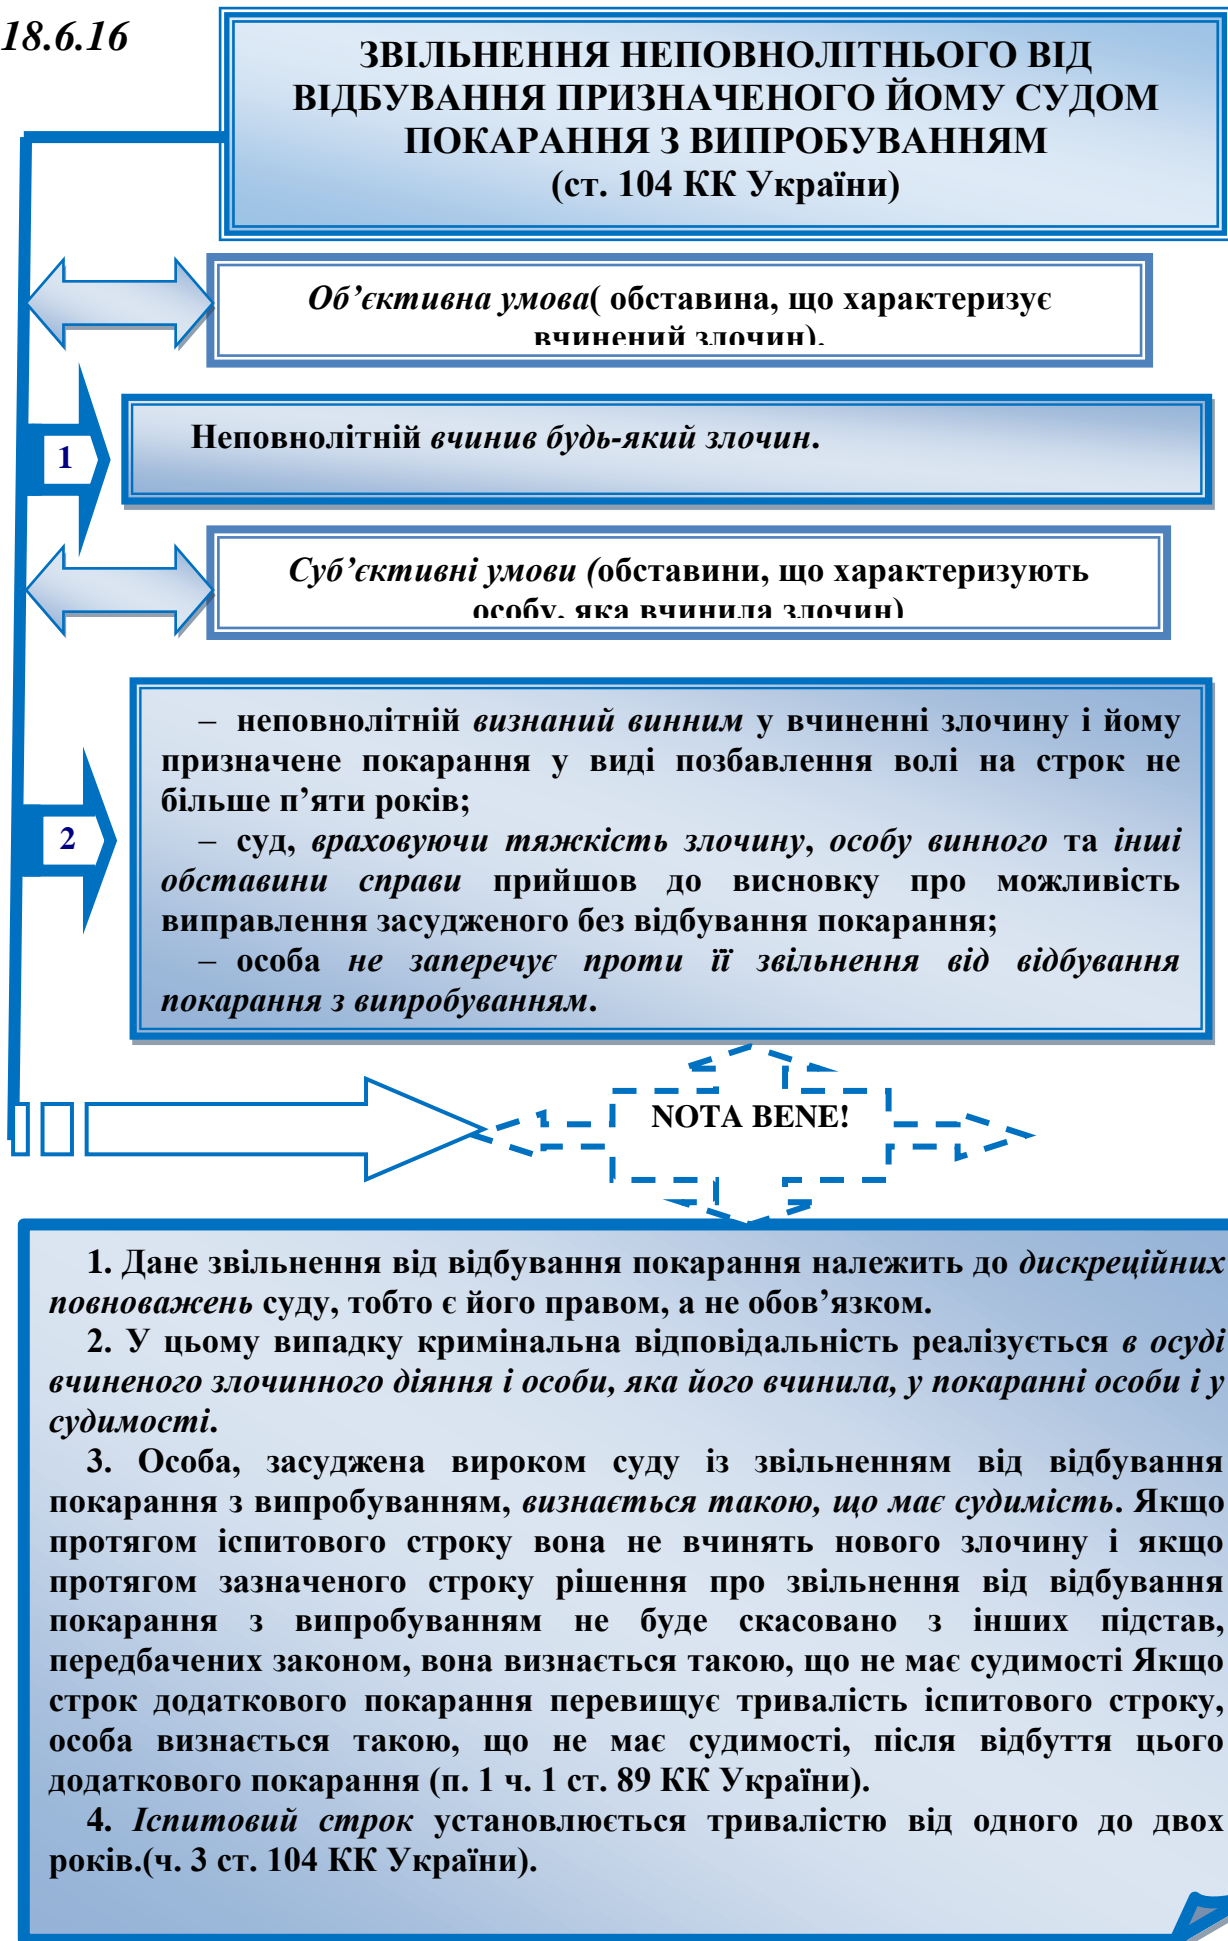 18.6.16
ЗВІЛЬНЕННЯ НЕПОВНОЛІТНЬОГО ВІД
ВІДБУВАННЯ ПРИЗНАЧЕНОГО ЙОМУ СУДОМ
ПОКАРАННЯ З ВИПРОБУВАННЯМ
(ст. 104 КК України)
Об’єктивна умова( обставина, що характеризує
вчинений злочин).
1
Неповнолітній вчинив будь-який злочин.
Суб’єктивні умови (обставини, що характеризують
особу, яка вчинила злочин)
2
– неповнолітній визнаний винним у вчиненні злочину і йому
призначене покарання у виді позбавлення волі на строк не
більше п’яти років;
– суд, враховуючи тяжкість злочину, особу винного та інші
обставини справи прийшов до висновку про можливість
виправлення засудженого без відбування покарання;
– особа не заперечує проти її звільнення від відбування
покарання з випробуванням.
NOTA BENE!
1. Дане звільнення від відбування покарання належить до дискреційних
повноважень суду, тобто є його правом, а не обов’язком.
2. У цьому випадку кримінальна відповідальність реалізується в осуді
вчиненого злочинного діяння і особи, яка його вчинила, у покаранні особи і у
судимості.
3. Особа, засуджена вироком суду із звільненням від відбування
покарання з випробуванням, визнається такою, що має судимість. Якщо
протягом іспитового строку вона не вчинять нового злочину і якщо
протягом зазначеного строку рішення про звільнення від відбування
покарання з випробуванням не буде скасовано з інших підстав,
передбачених законом, вона визнається такою, що не має судимості Якщо
строк додаткового покарання перевищує тривалість іспитового строку,
особа визнається такою, що не має судимості, після відбуття цього
додаткового покарання (п. 1 ч. 1 ст. 89 КК України).
4. Іспитовий строк установлюється тривалістю від одного до двох
років.(ч. 3 ст. 104 КК України).